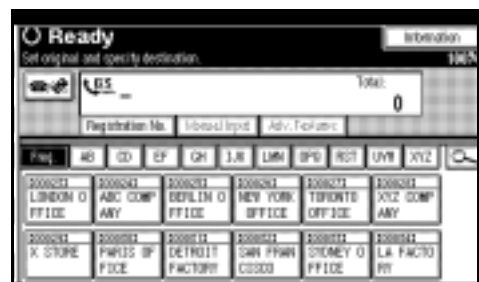 Ready
Information
Set original and specify destination.
100%
G3 _
Total:
0
Registration No.
Manual Input
Adv. Features
Freq.
AB
CD
EF
GH
IJK
LMN
OPQ
RST
UVW
XYZ
LONDON O
FFICE
ABC COMP
ANY
BERLIN O
FFICE
NEW YORK
OFFICE
TORONTO
OFFICE
XYZ COMP
ANY
X STORE
PARIS OF
FICE
DETROIT
FACTORY
SAN FRAN
CISCO
SYDNEY O
FFICE
LA FACTO
RY